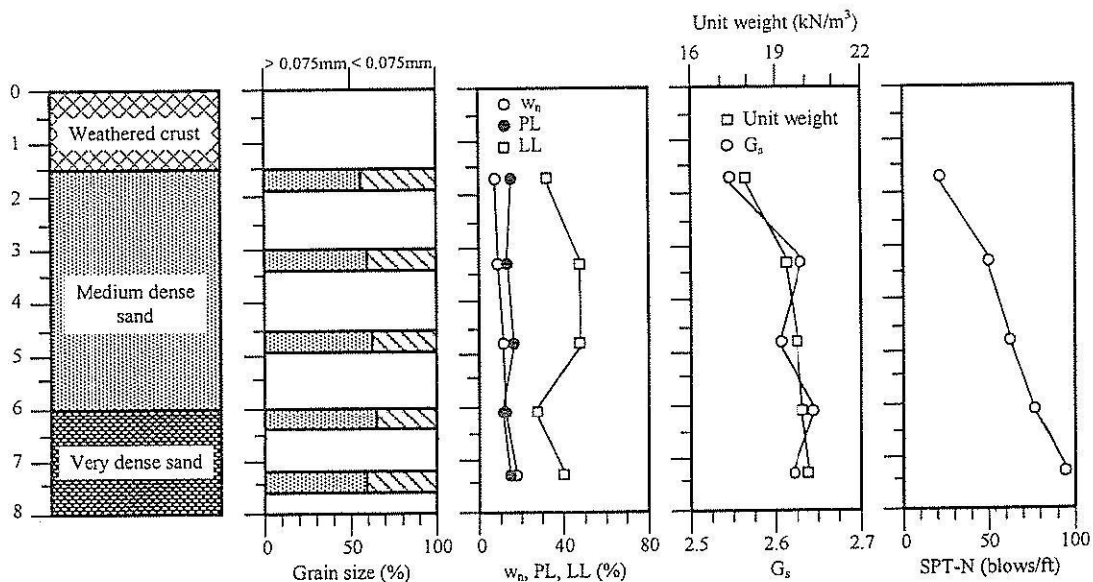 Unit weight (kN/m³)
16 18 20 22
> 0.075mm < 0.075mm
0
1
2
3
4
5
6
7
8
Weathered crust
Medium dense
sand
Very dense sand
wₙ
PL
LL
Unit weight
Gₛ
0 50 100
Grain size (%)
0 20 40 60 80
wₙ, PL, LL (%)
2.5 2.6 2.7
Gₛ
0 50 100
SPT-N (blows/ft)